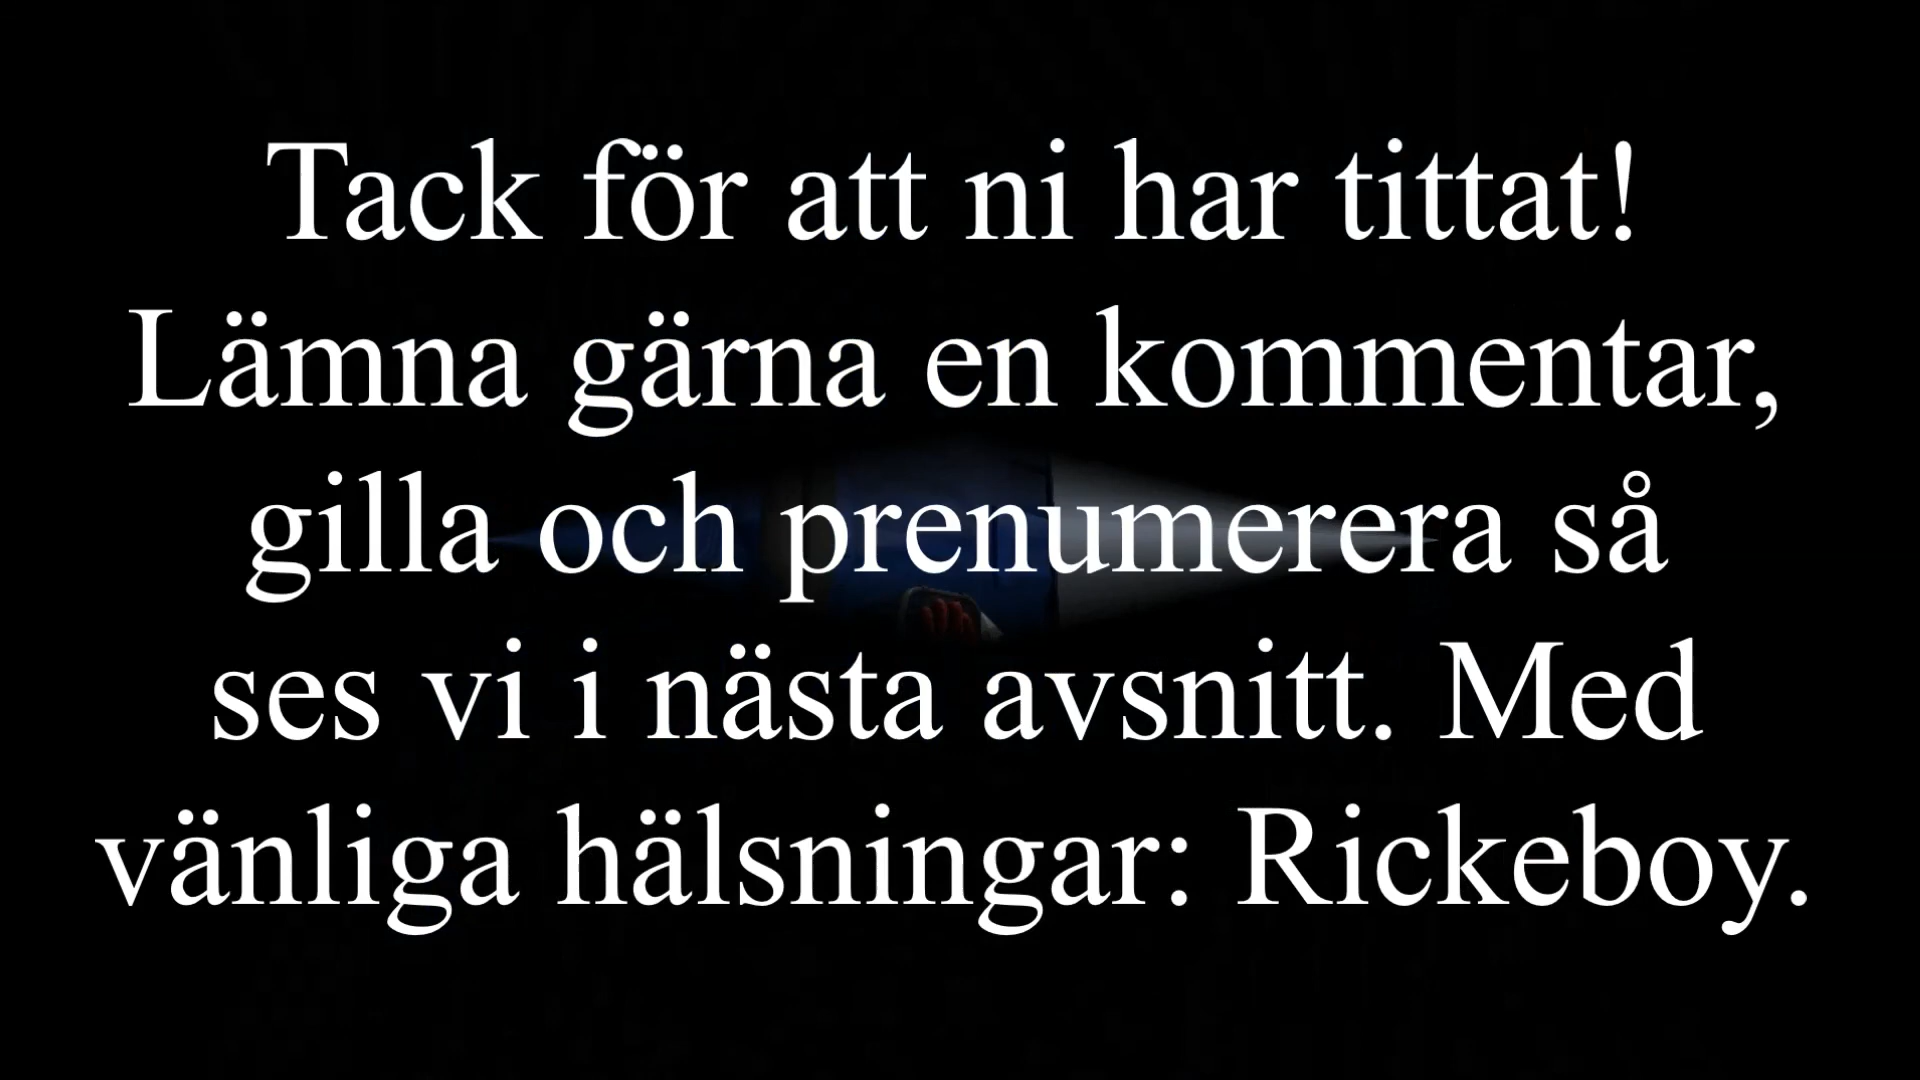 Tack för att ni har tittat!
Lämna gärna en kommentar,
gilla och prenumerera så
ses vi i nästa avsnitt. Med
vänliga hälsningar: Rickeboy.